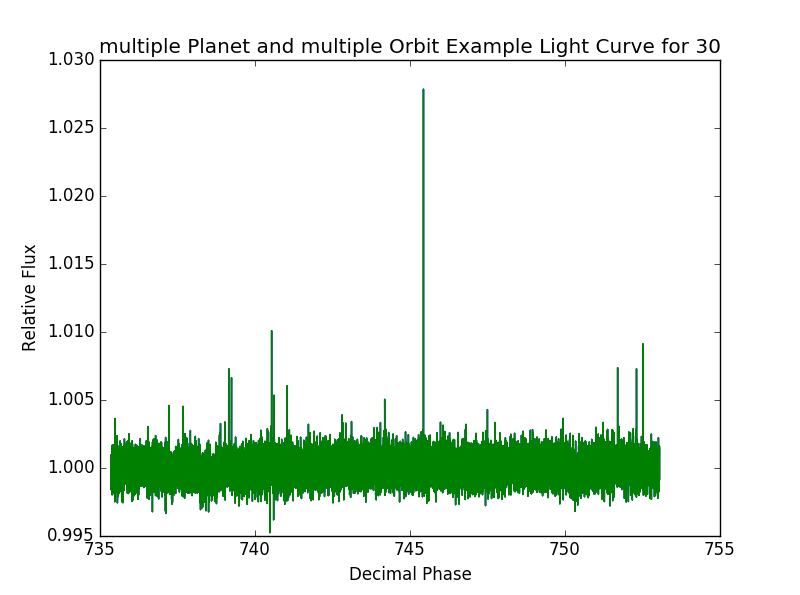 multiple Planet and multiple Orbit Example Light Curve for 30
1.030
1.025
1.020
1.015
1.010
1.005
1.000
0.995
Relative Flux
735 740 745 750 755
Decimal Phase